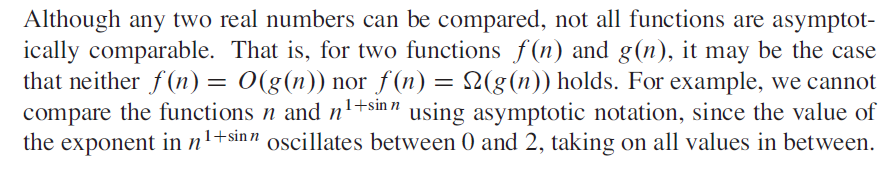 Although any two real numbers can be compared, not all functions are asymptot-
ically comparable. That is, for two functions f(n) and g(n), it may be the case
that neither f(n) = O(g(n)) nor f(n) = Ω(g(n)) holds. For example, we cannot
compare the functions n and n^{1+sin n} using asymptotic notation, since the value of
the exponent in n^{1+sin n} oscillates between 0 and 2, taking on all values in between.